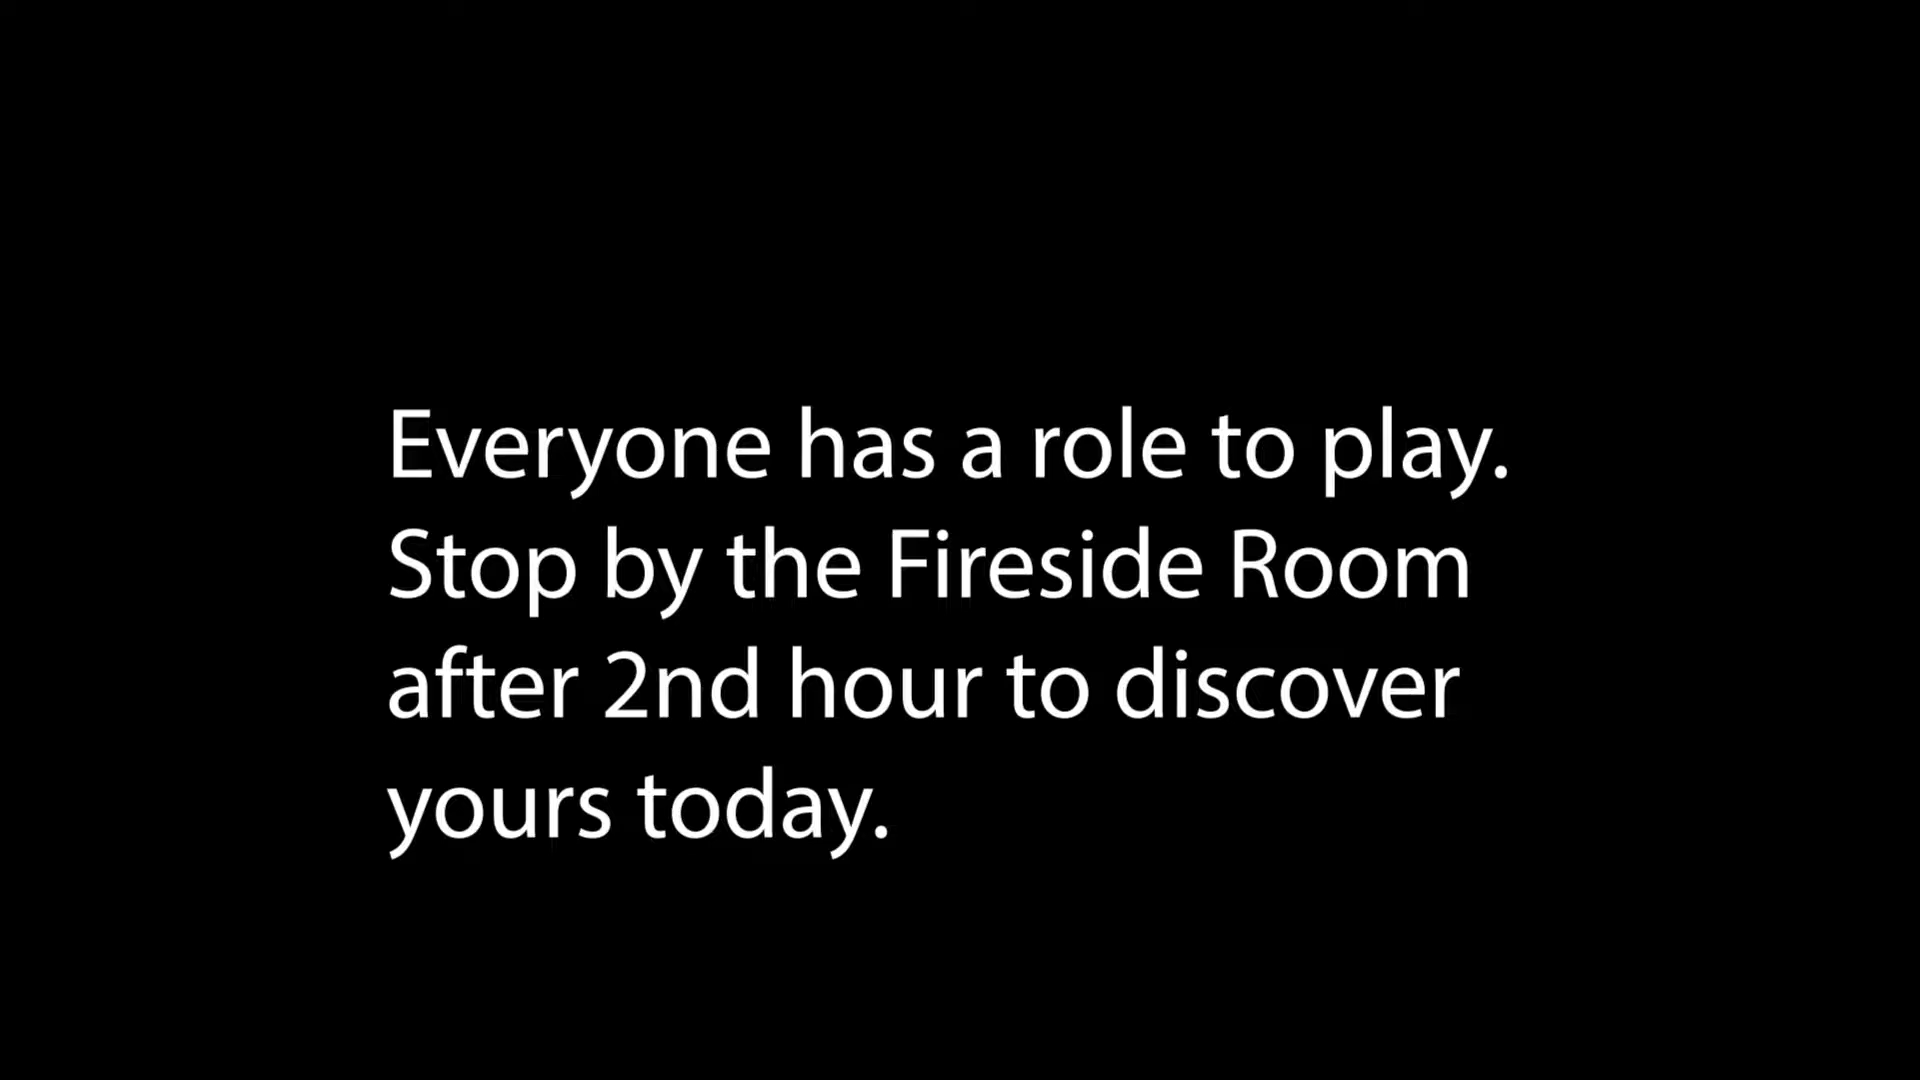 Everyone has a role to play.
Stop by the Fireside Room
after 2nd hour to discover
yours today.